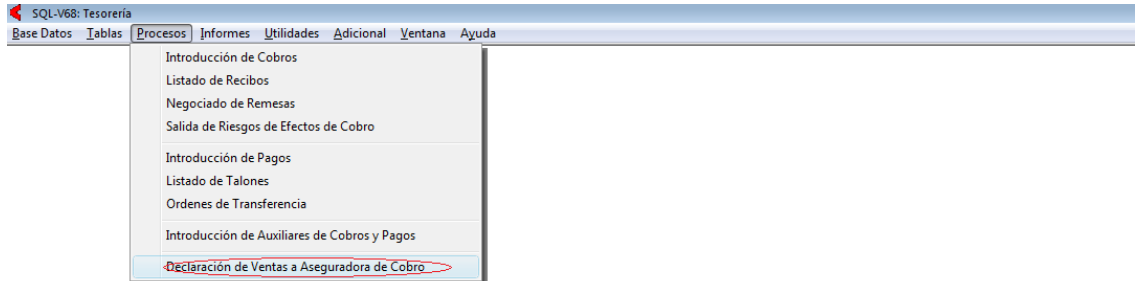 SQL-V68: Tesorería
Base Datos Tablas Procesos Informes Utilidades Adicional Ventana Ayuda
Introducción de Cobros
Listado de Recibos
Negociado de Remesas
Salida de Riesgos de Efectos de Cobro
Introducción de Pagos
Listado de Talones
Ordenes de Transferencia
Introducción de Auxiliares de Cobros y Pagos
Declaración de Ventas a Aseguradora de Cobro